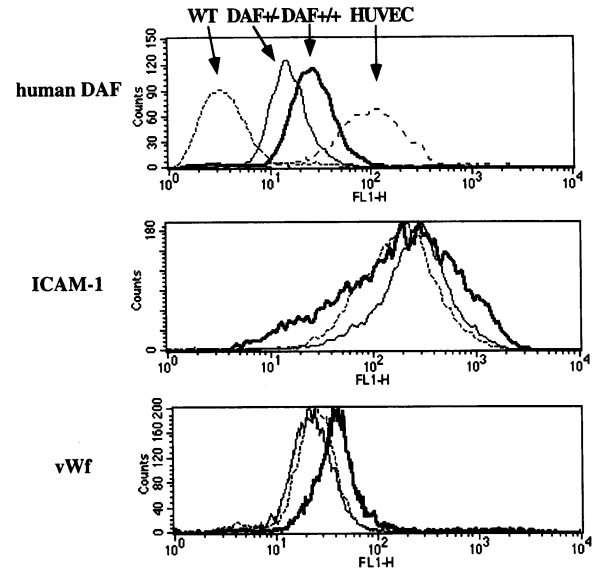 WT DAF+/- DAF+/+ HUVEC
human DAF
Counts
150
120
90
60
30
0
10^0 10^1 10^2 10^3 10^4
FL1-H
ICAM-1
Counts
180
0
10^0 10^1 10^2 10^3 10^4
FL1-H
vWf
Counts
200
160
120
80
40
0
10^0 10^1 10^2 10^3 10^4
FL1-H